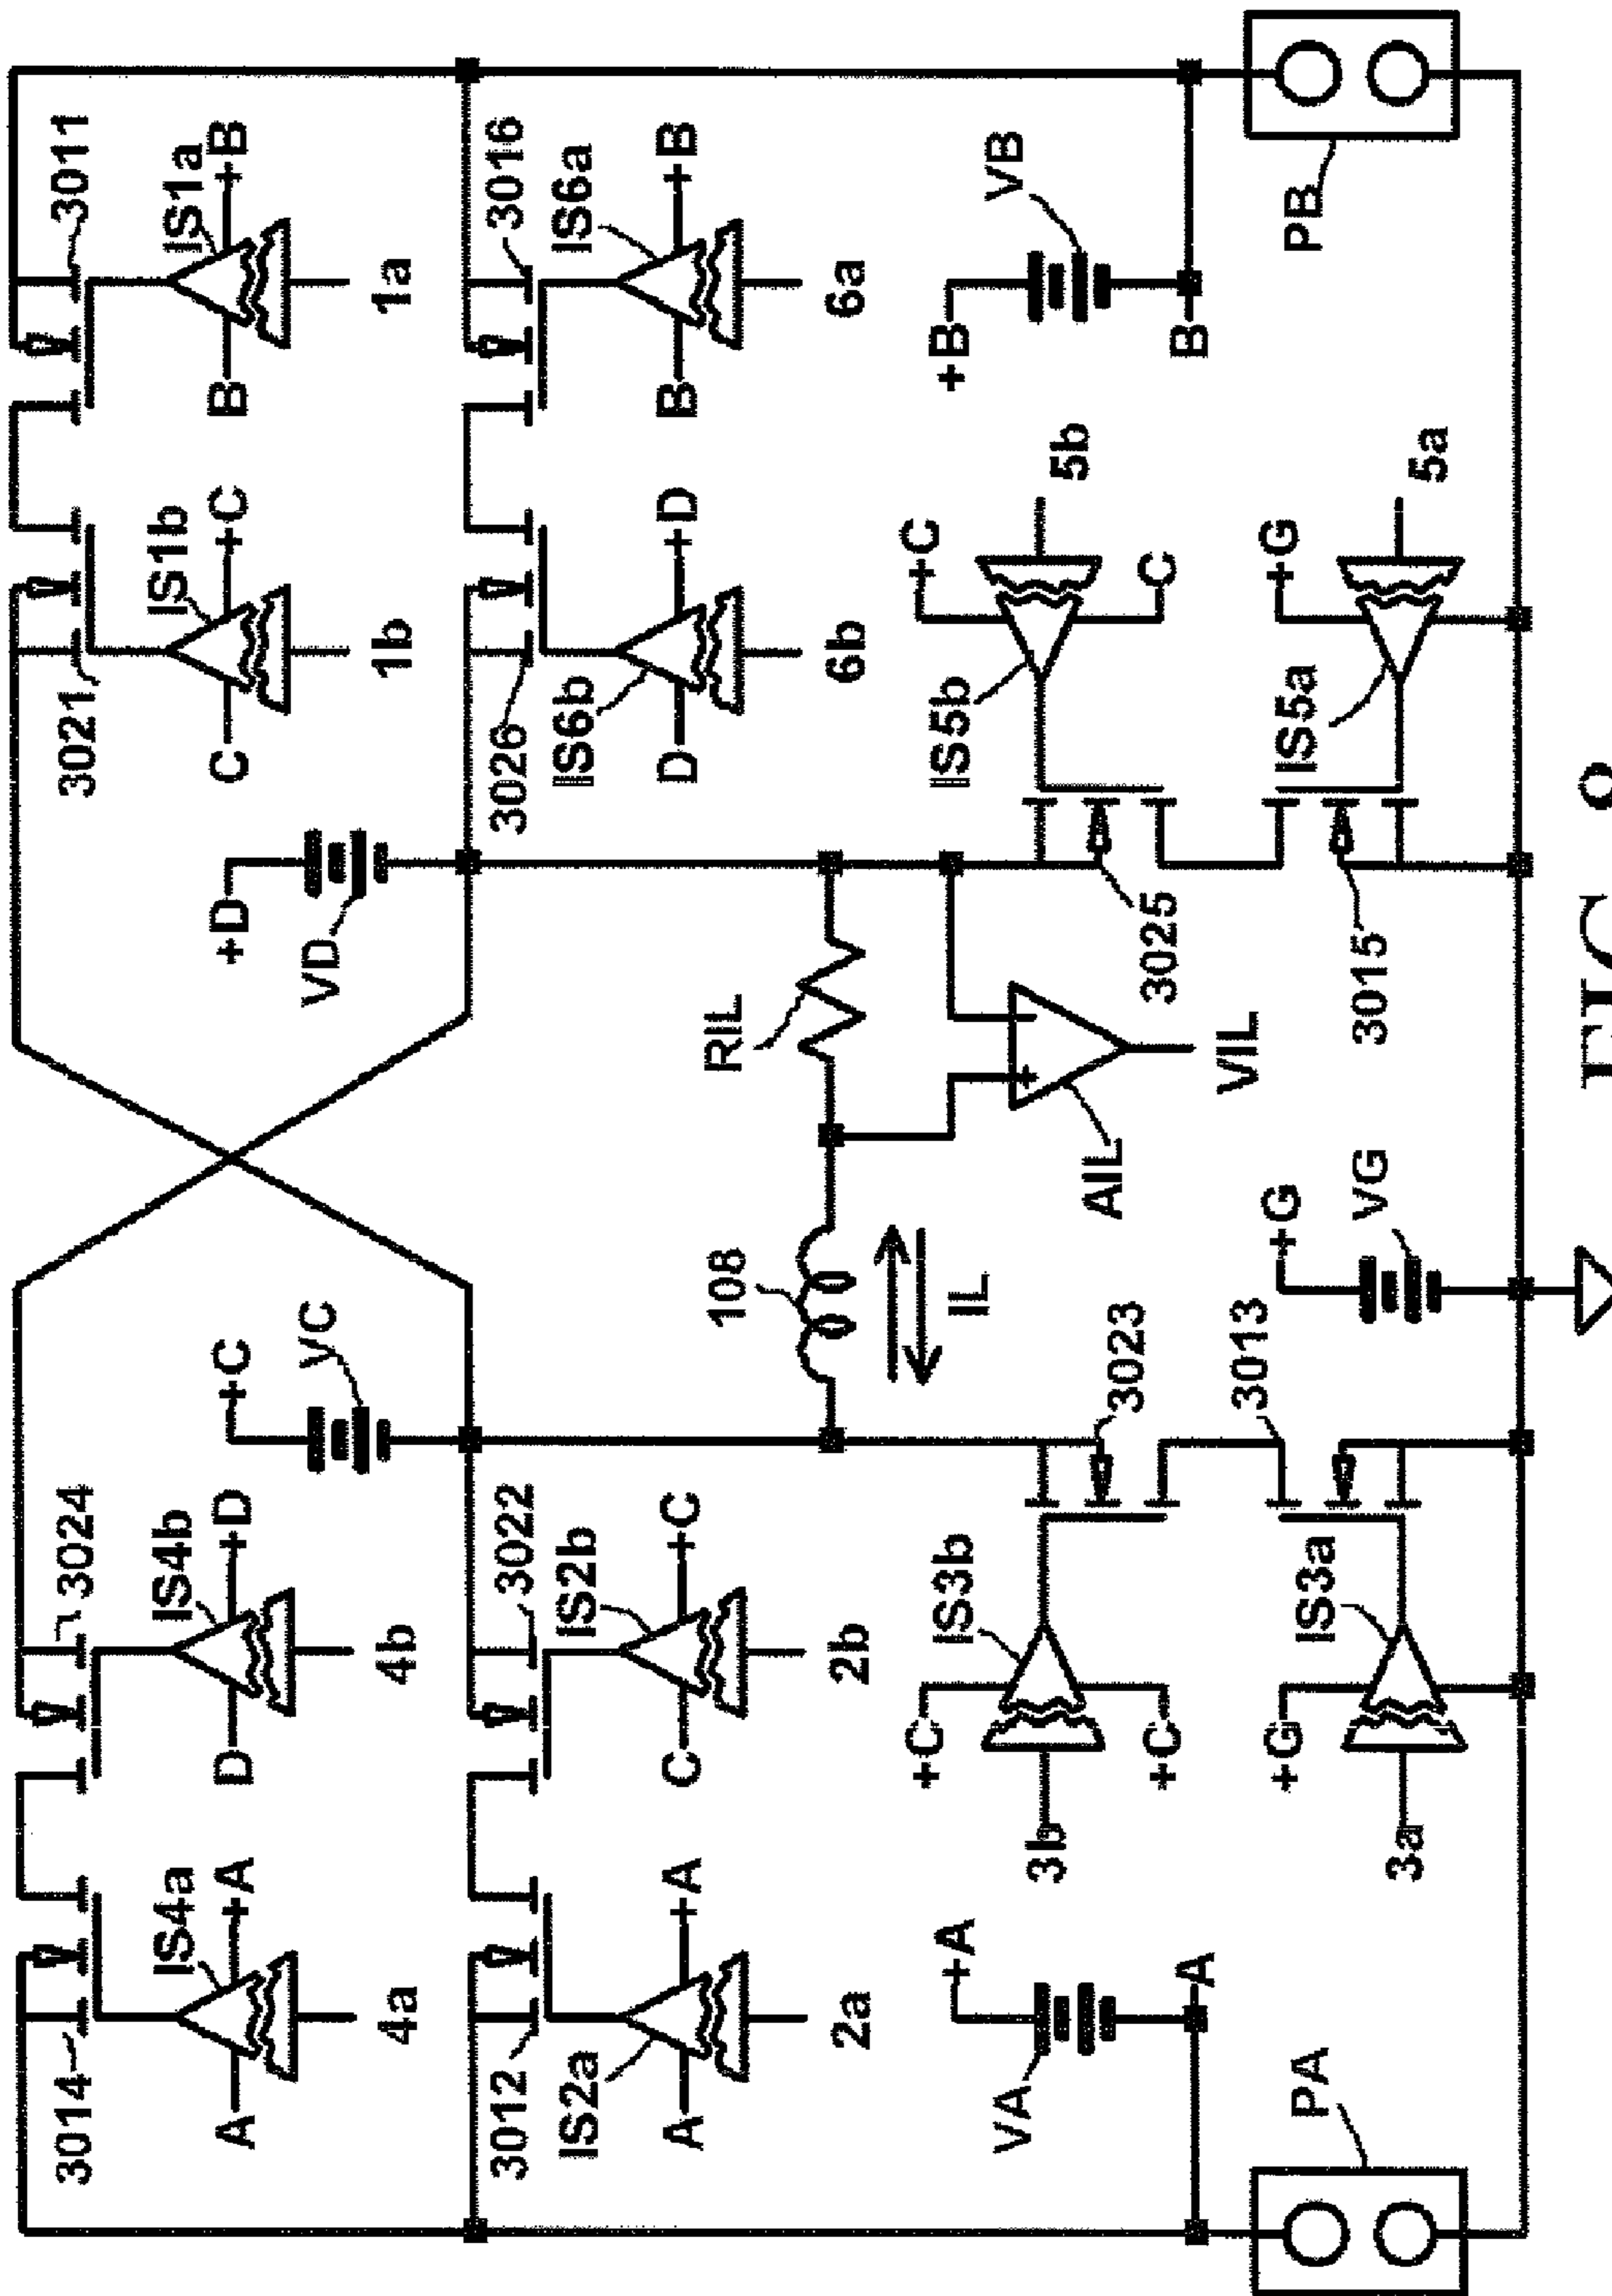 3014
3024
3021
3011
IS4a
IS4b
IS1b
IS1a
A
+A
D
+D
C
+C
B
+B
4a
4b
1b
1a
+C
VC
+D
VD
3012
3022
3026
3016
IS2a
IS2b
IS6b
IS6a
A
+A
C
+C
D
+D
B
+B
2a
2b
6b
6a
108
RIL
IL
AIL
VIL
+A
VA
A
+C
IS3b
3b
+C
3023
+C
IS5b
5b
C
3025
+B
VB
B
+G
IS3a
3a
3013
+G
VG
+G
IS5a
5a
3015
PA
PB